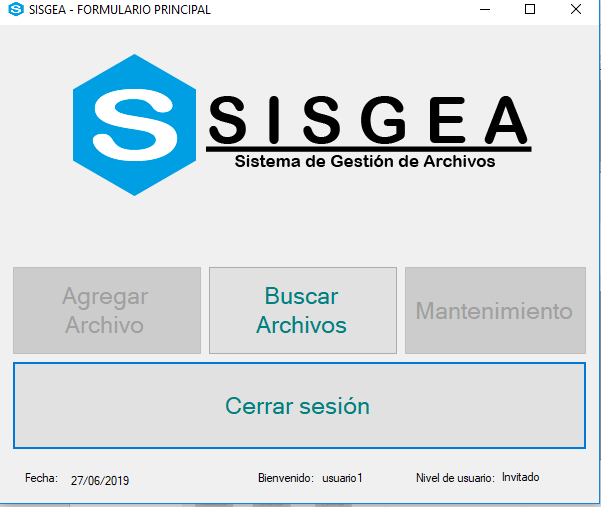 SISGEA - FORMULARIO PRINCIPAL
S SISGEA
Sistema de Gestión de Archivos
Agregar
Archivo
Buscar
Archivos
Mantenimiento
Cerrar sesión
Fecha: 27/06/2019 Bienvenido: usuario1 Nivel de usuario: Invitado